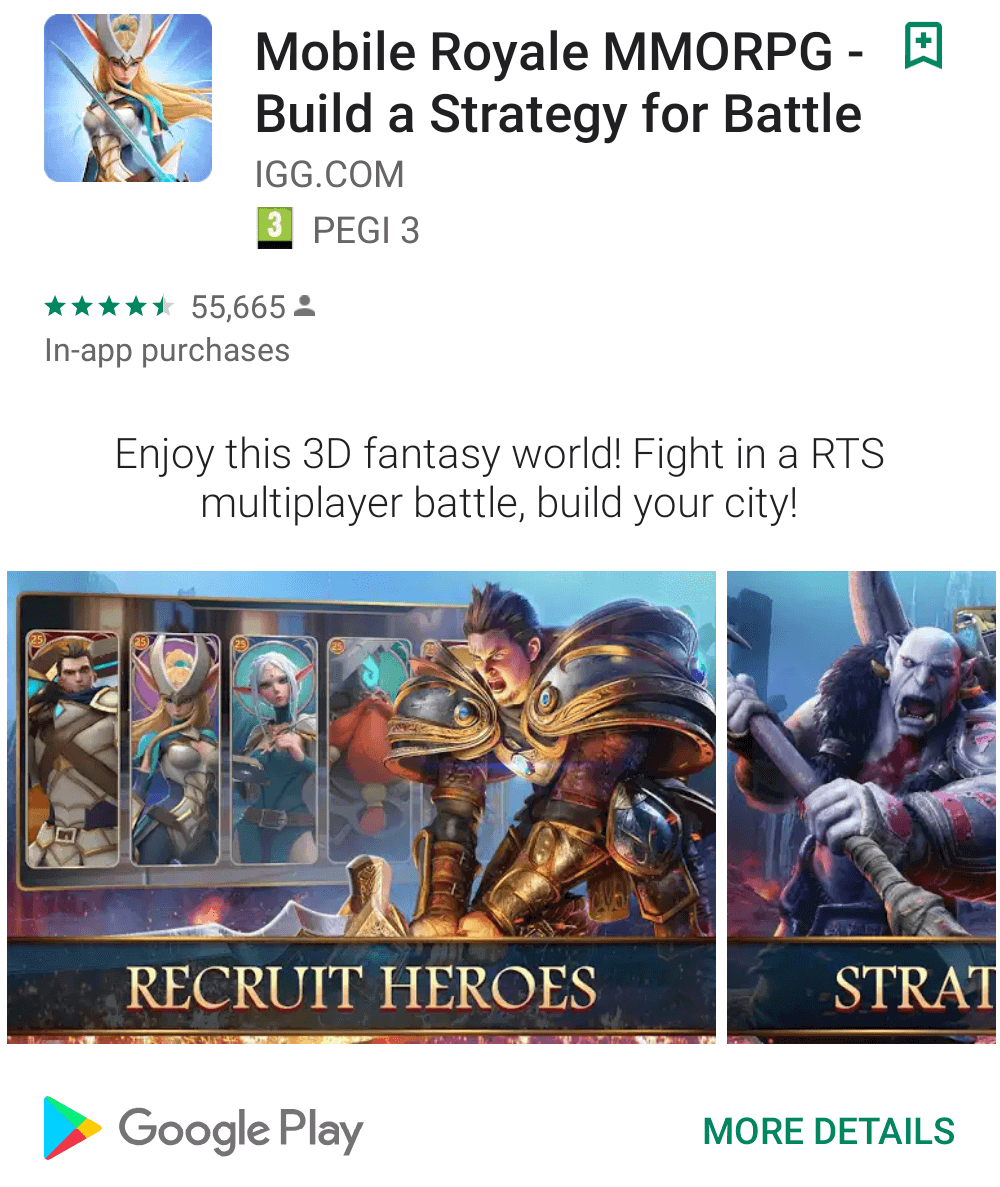 Mobile Royale MMORPG -
Build a Strategy for Battle
IGG.COM
3 PEGI 3
55,665
In-app purchases
Enjoy this 3D fantasy world! Fight in a RTS
multiplayer battle, build your city!
25 25 25 25 25
RECRUIT HEROES
STRAT
Google Play
MORE DETAILS